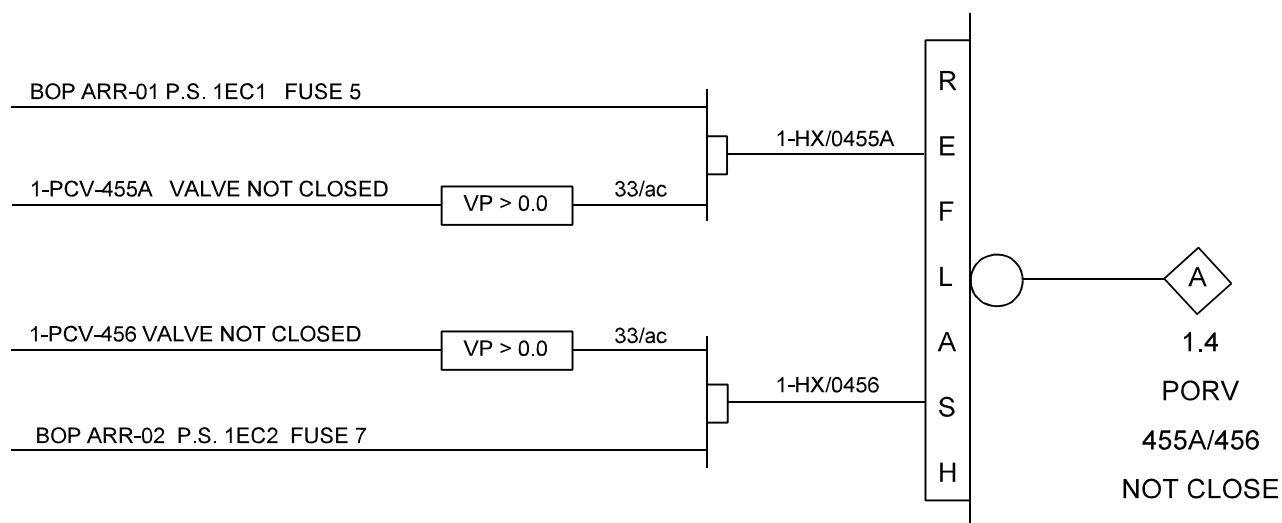 BOP ARR-01 P.S. 1EC1 FUSE 5
1-HX/0455A
1-PCV-455A VALVE NOT CLOSED
VP > 0.0
33/ac
1-PCV-456 VALVE NOT CLOSED
VP > 0.0
33/ac
1-HX/0456
BOP ARR-02 P.S. 1EC2 FUSE 7
R
E
F
L
A
S
H
A
1.4
PORV
455A/456
NOT CLOSE